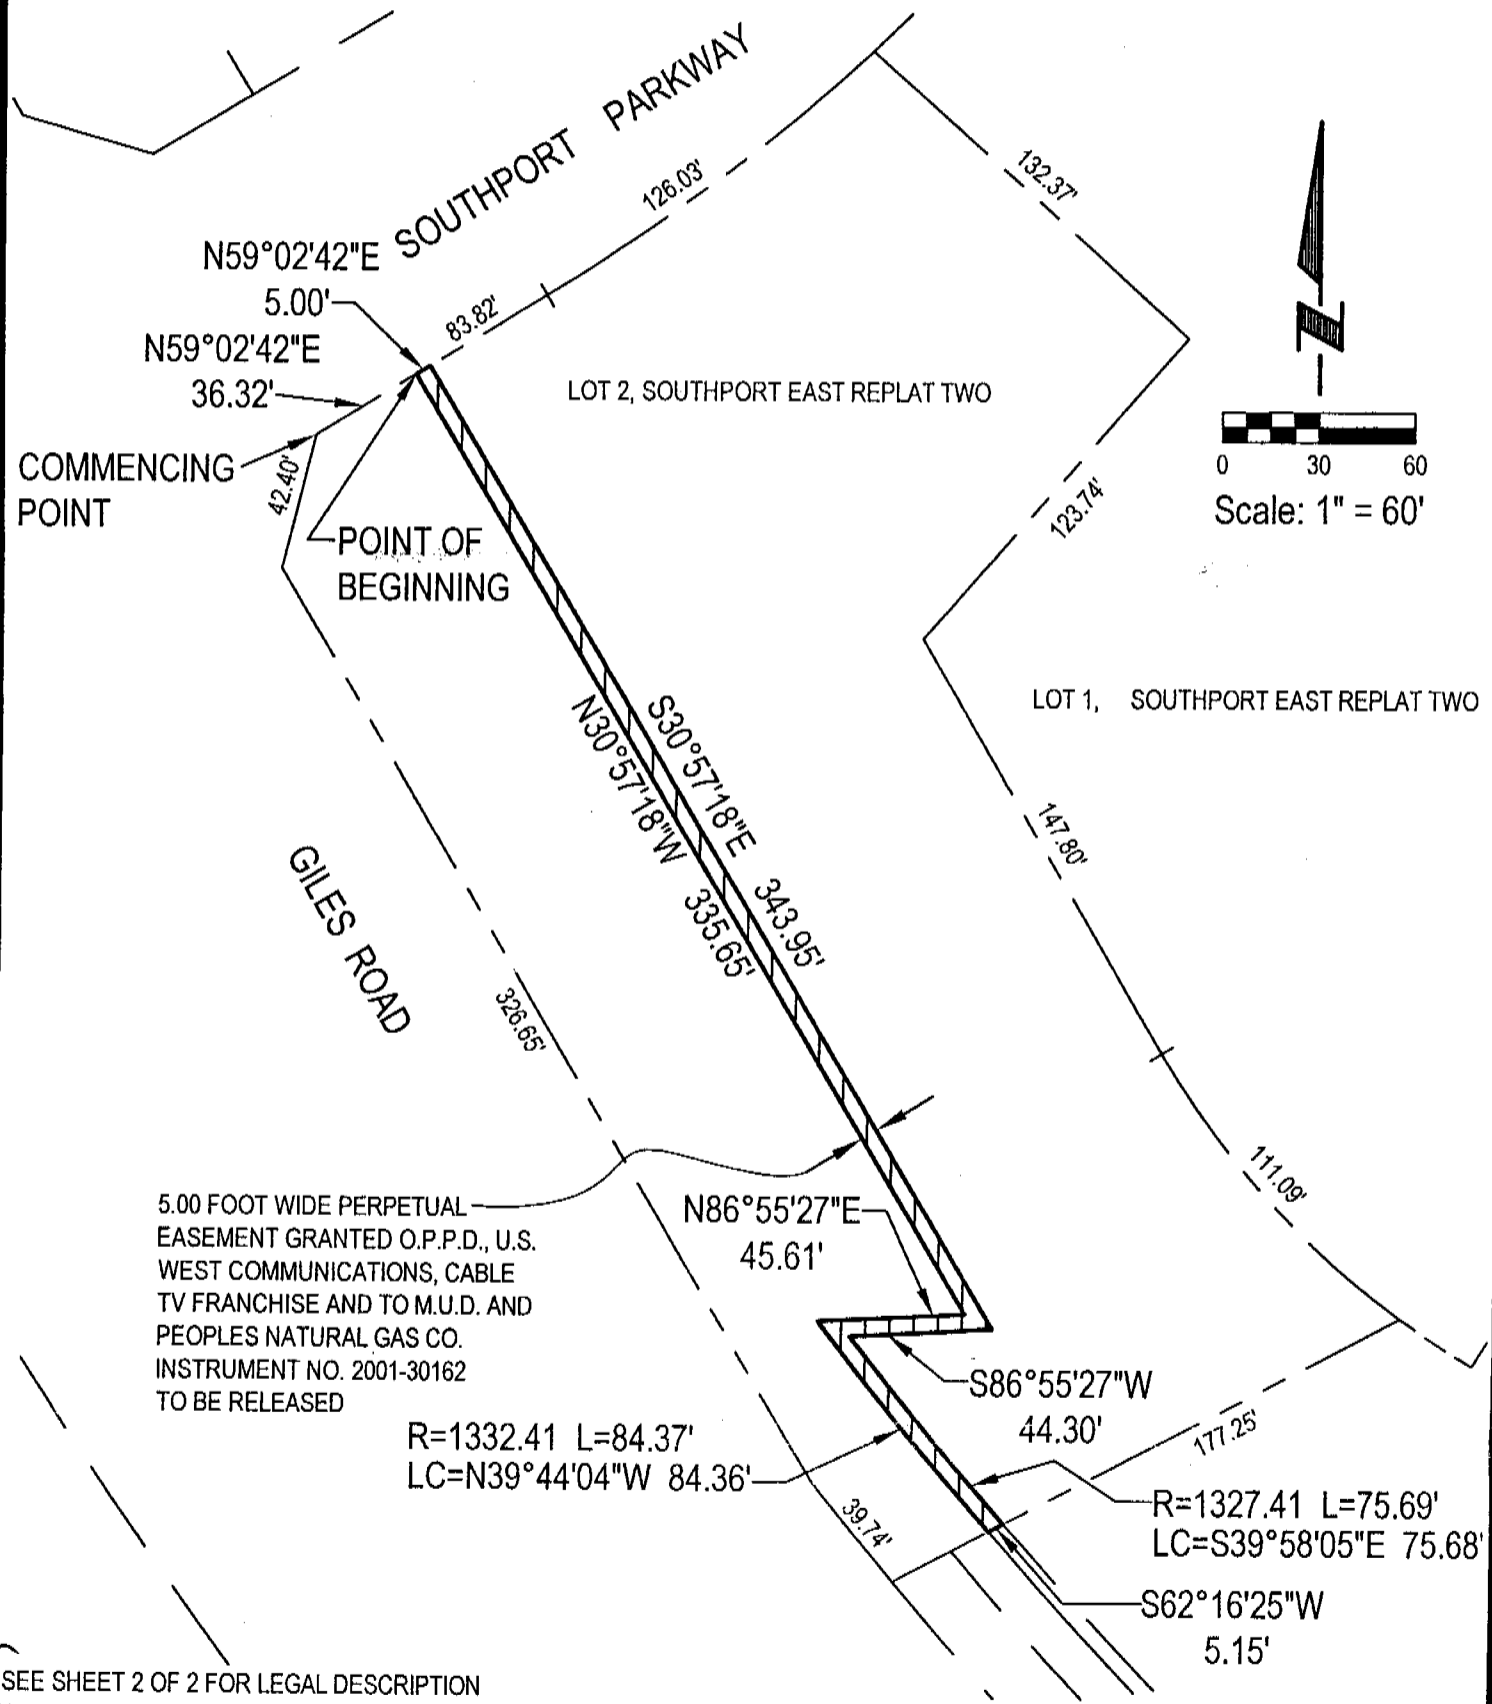 SOUTHPORT PARKWAY
126.03'
132.37'
N59°02'42"E
5.00'
83.82'
N59°02'42"E
36.32'
LOT 2, SOUTHPORT EAST REPLAT TWO
COMMENCING
POINT
42.40'
POINT OF
BEGINNING
0 30 60
Scale: 1" = 60'
123.74'
LOT 1, SOUTHPORT EAST REPLAT TWO
S30°57'18"E 343.95'
N30°57'18"W 335.65'
147.80'
GILES ROAD
326.65'
111.09'
5.00 FOOT WIDE PERPETUAL
EASEMENT GRANTED O.P.P.D., U.S.
WEST COMMUNICATIONS, CABLE
TV FRANCHISE AND TO M.U.D. AND
PEOPLES NATURAL GAS CO.
INSTRUMENT NO. 2001-30162
TO BE RELEASED
N86°55'27"E
45.61'
S86°55'27"W
44.30'
177.25'
R=1332.41 L=84.37'
LC=N39°44'04"W 84.36'
39.74'
R=1327.41 L=75.69'
LC=S39°58'05"E 75.68'
S62°16'25"W
5.15'
SEE SHEET 2 OF 2 FOR LEGAL DESCRIPTION